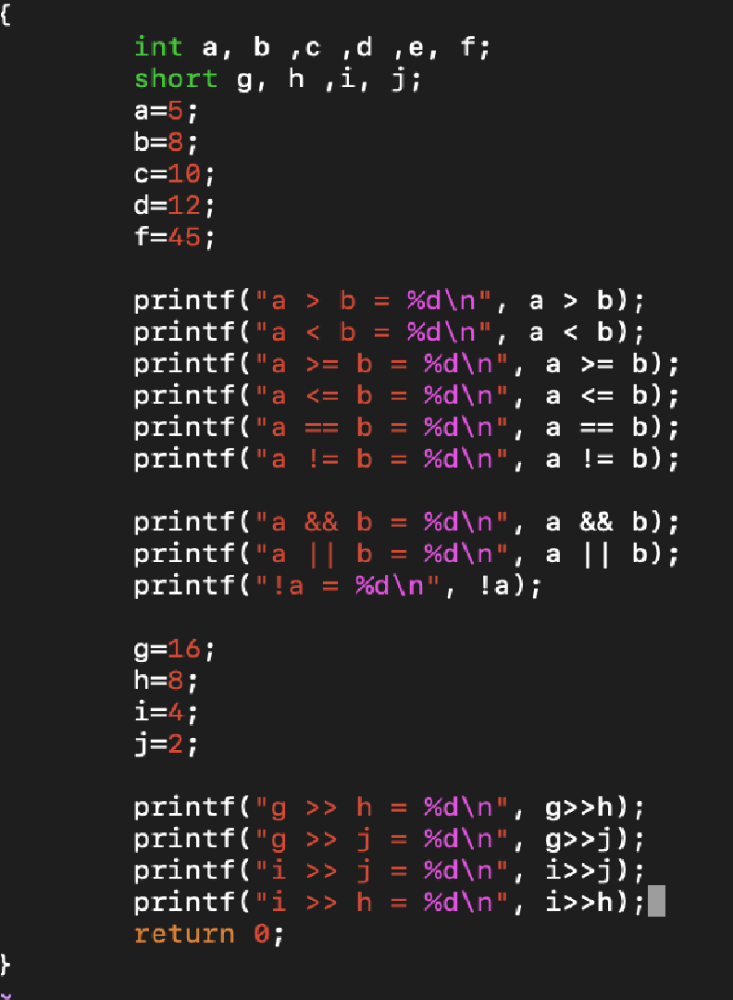 {
int a, b ,c ,d ,e, f;
short g, h ,i, j;
a=5;
b=8;
c=10;
d=12;
f=45;
printf("a > b = %d\n", a > b);
printf("a < b = %d\n", a < b);
printf("a >= b = %d\n", a >= b);
printf("a <= b = %d\n", a <= b);
printf("a == b = %d\n", a == b);
printf("a != b = %d\n", a != b);
printf("a && b = %d\n", a && b);
printf("a || b = %d\n", a || b);
printf("!a = %d\n", !a);
g=16;
h=8;
i=4;
j=2;
printf("g >> h = %d\n", g>>h);
printf("g >> j = %d\n", g>>j);
printf("i >> j = %d\n", i>>j);
printf("i >> h = %d\n", i>>h);
return 0;
}
~